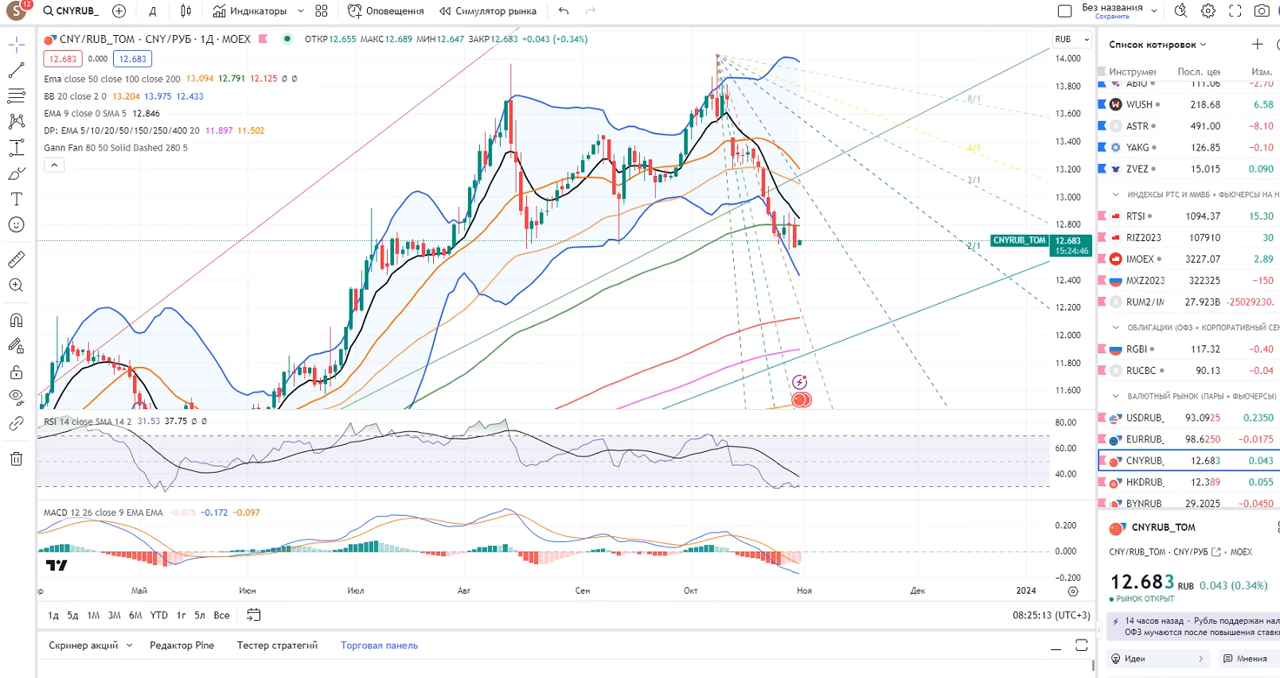 S 12 CNYRUB_ Д Индикаторы Оповещения Симулятор рынка Без названия
Сохранить
CNY/RUB_TOM - CNY/РУБ · 1Д · MOEX ОТКР12.655 МАКС12.689 МИН12.647 ЗАКР12.683 +0.043 (+0.34%)
12.683 0.000 12.683
Ema close 50 close 100 close 200 13.094 12.791 12.125 Ø Ø
BB 20 close 2 0 13.204 13.975 12.433
EMA 9 close 0 SMA 5 12.846
DP: EMA 5/10/20/50/150/250/400 20 11.897 11.502
Gann Fan 80 50 Solid Dashed 280 5
8/1
4/1
3/1
2/1
RUB
14.000
13.800
13.600
13.400
13.200
13.000
12.800
CNYRUB_TOM 12.683
15:24:46
12.400
12.200
12.000
11.800
11.600
RSI 14 close SMA 14 2 31.53 37.75 Ø Ø
80.00
60.00
40.00
MACD 12 26 close 9 EMA EMA -0.075 -0.172 -0.097
0.200
0.000
-0.200
Май Июн Июл Авг Сен Окт Ноя Дек 2024
1д 5д 1М 3М 6М YTD 1г 5л Все 08:25:13 (UTC+3)
Скринер акций Редактор Pine Тестер стратегий Торговая панель
Список котировок
Инструмен Посл. цен Изм.
ABIO 111.06 -2.70
WUSH 218.68 6.58
ASTR 491.00 -8.10
YAKG 126.85 -0.10
ZVEZ 15.015 0.090
ИНДЕКСЫ РТС И ММВБ + ФЬЮЧЕРСЫ НА Н
RTSI 1094.37 15.30
RIZ2023 107910 30
IMOEX 3227.07 2.89
MXZ2023 322325 -150
RUM2/IM 27.923B -25029230.
ОБЛИГАЦИИ (ОФЗ + КОРПОРАТИВНЫЙ СЕ
RGBI 117.32 -0.40
RUCBC 90.13 -0.04
ВАЛЮТНЫЙ РЫНОК (ПАРЫ + ФЬЮЧЕРСЫ)
USDRUB_ 93.0925 0.2350
EURRUB_ 98.6250 -0.0175
CNYRUB_ 12.683 0.043
HKDRUB_ 12.389 0.055
BYNRUB_ 29.2025 -0.0450
CNYRUB_TOM
CNY/RUB_TOM - CNY/РУБ · MOEX
12.683 RUB 0.043 (0.34%)
РЫНОК ОТКРЫТ
14 часов назад · Рубль поддержан нал
ОФЗ мучаются после повышения ставк
Идеи Мнения